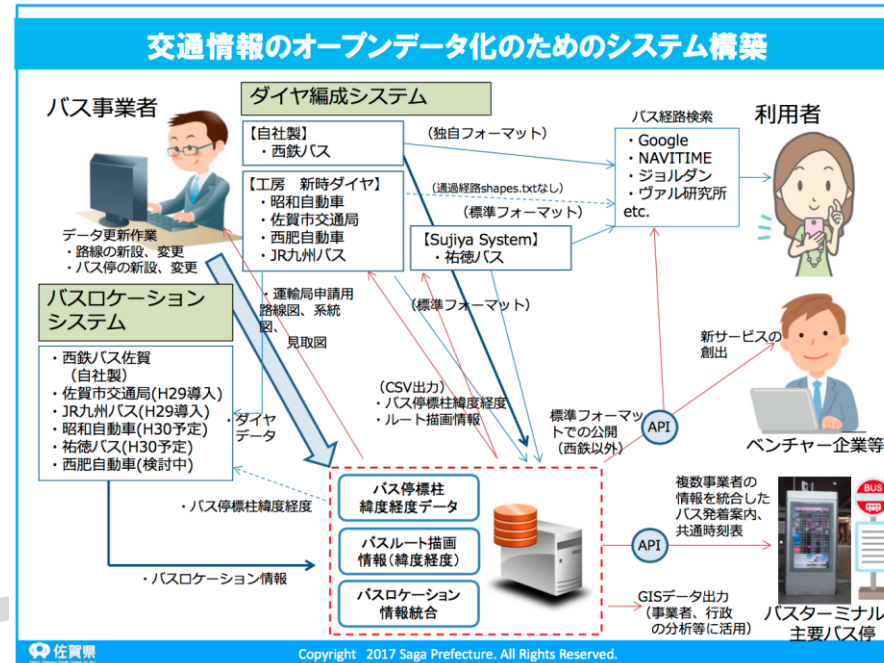 交通情報のオープンデータ化のためのシステム構築
バス事業者
ダイヤ編成システム
【自社製】
・西鉄バス
(独自フォーマット)
バス経路検索
・Google
・NAVITIME
・ジョルダン
・ヴァル研究所
etc.
利用者
【工房 新時ダイヤ】
・昭和自動車
・佐賀市交通局
・西肥自動車
・JR九州バス
(通過経路shapes.txtなし)
(標準フォーマット)
【Sujiya System】
・祐徳バス
データ更新作業
・路線の新設、変更
・バス停の新設、変更
・運輸局申請用
路線図、系統
図、
見取図
(標準フォーマット)
バスロケーション
システム
・西鉄バス佐賀
(自社製)
・佐賀市交通局(H29導入)
・JR九州バス(H29導入)
・昭和自動車(H30予定)
・祐徳バス(H30予定)
・西肥自動車(検討中)
・ダイヤ
データ
(CSV出力)
・バス停標柱緯度経度
・ルート描画情報
新サービスの
創出
標準フォーマッ
トでの公開
(西鉄以外)
API
ベンチャー企業等
・バス停標柱緯度経度
・バスロケーション情報
バス停標柱
緯度経度データ
バスルート描画
情報(緯度経度)
バスロケーション
情報統合
複数事業者の
情報を統合した
バス発着案内、
共通時刻表
API
BUS
GISデータ出力
(事業者、行政
の分析等に活用)
バスターミナル
主要バス停
佐賀県
Copyright 2017 Saga Prefecture. All Rights Reserved.